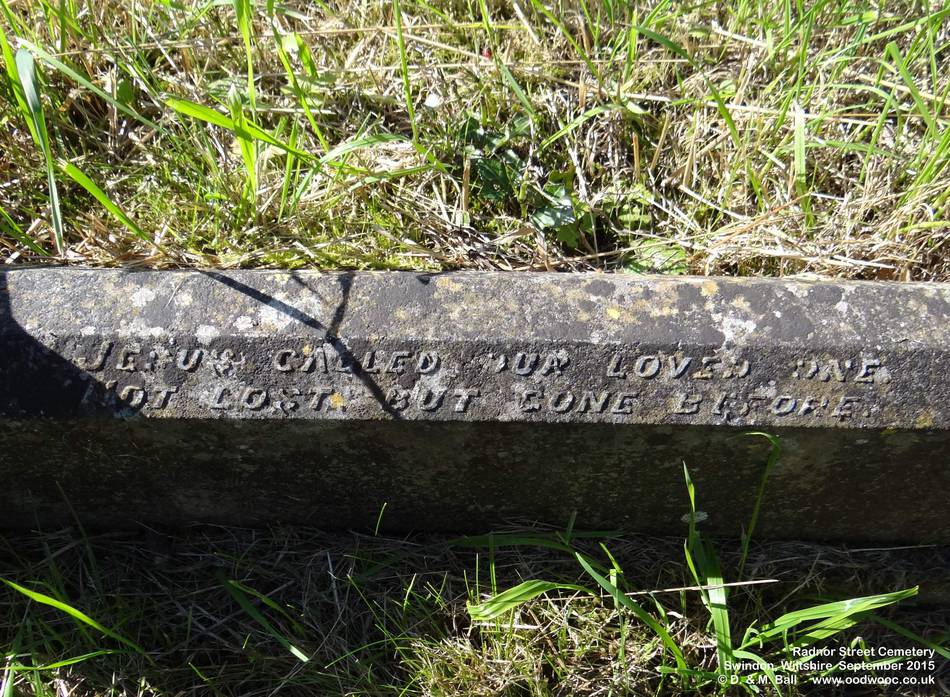 JESUS CALLED OUR LOVED ONE
NOT LOST. BUT GONE BEFORE.
Radnor Street Cemetery
Swindon, Wiltshire September 2015
© D. & M. Ball www.oodwooc.co.uk